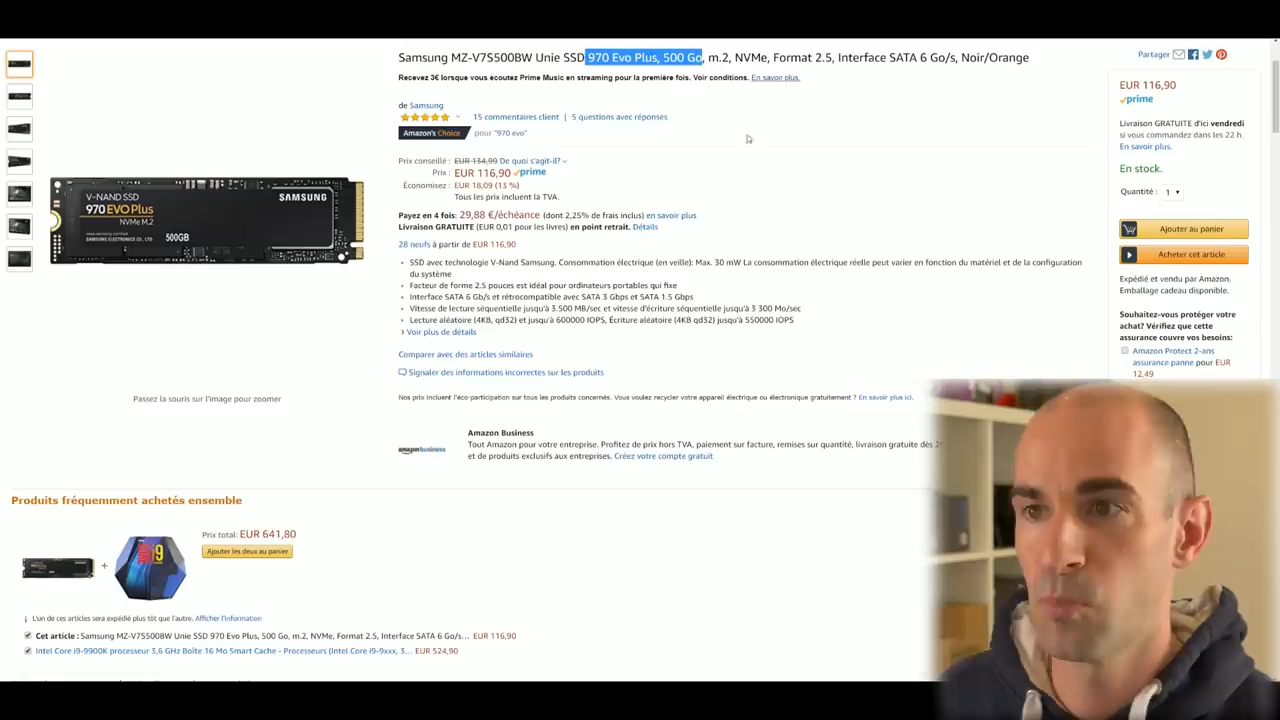 Samsung MZ-V7S500BW Unie SSD 970 Evo Plus, 500 Go, m.2, NVMe, Format 2.5, Interface SATA 6 Go/s, Noir/Orange
Recevez 3€ lorsque vous écoutez Prime Music en streaming pour la première fois. Voir conditions. En savoir plus.
de Samsung
15 commentaires client | 5 questions avec réponses
Amazon's Choice pour "970 evo"
Prix conseillé : EUR 134,99 De quoi s'agit-il?
Prix : EUR 116,90 prime
Économisez : EUR 18,09 (13 %)
Tous les prix incluent la TVA.
Payez en 4 fois: 29,88 €/échéance (dont 2,25% de frais inclus) en savoir plus
Livraison GRATUITE (EUR 0,01 pour les livres) en point retrait. Détails
28 neufs à partir de EUR 116,90
SSD avec technologie V-Nand Samsung. Consommation électrique (en veille): Max. 30 mW La consommation électrique réelle peut varier en fonction du matériel et de la configuration
du système
Facteur de forme 2.5 pouces est idéal pour ordinateurs portables qui fixe
Interface SATA 6 Gb/s et rétrocompatible avec SATA 3 Gbps et SATA 1.5 Gbps
Vitesse de lecture séquentielle jusqu'à 3.500 MB/sec et vitesse d'écriture séquentielle jusqu'à 3 300 Mo/sec
Lecture aléatoire (4KB, qd32) et jusqu'à 600000 IOPS, Écriture aléatoire (4KB qd32) jusqu'à 550000 IOPS
› Voir plus de détails
Comparer avec des articles similaires
Signaler des informations incorrectes sur les produits
Nos prix incluent l'éco-participation sur tous les produits concernés. Vous voulez recycler votre appareil électrique ou électronique gratuitement ? En savoir plus ici.
Amazon Business
amazonbusiness
Tout Amazon pour votre entreprise. Profitez de prix hors TVA, paiement sur facture, remises sur quantité, livraison gratuite dès
et de produits exclusifs aux entreprises. Créez votre compte gratuit
V-NAND SSD
970 EVO Plus
NVMe M.2
SAMSUNG ELECTRONICS CO., LTD.
500GB
SAMSUNG
Passez la souris sur l'image pour zoomer
Partager
EUR 116,90
prime
Livraison GRATUITE d'ici vendredi
si vous commandez dans les 22 h.
En savoir plus.
En stock.
Quantité : 1
Ajouter au panier
Acheter cet article
Expédié et vendu par Amazon.
Emballage cadeau disponible.
Souhaitez-vous protéger votre
achat? Vérifiez que cette
assurance couvre vos besoins:
Amazon Protect 2-ans
assurance panne pour EUR
12,49
Produits fréquemment achetés ensemble
i9
+
Prix total: EUR 641,80
Ajouter les deux au panier
L'un de ces articles sera expédié plus tôt que l'autre. Afficher l'information
Cet article : Samsung MZ-V7S500BW Unie SSD 970 Evo Plus, 500 Go, m.2, NVMe, Format 2.5, Interface SATA 6 Go/s… EUR 116,90
Intel Core i9-9900K processeur 3,6 GHz Boîte 16 Mo Smart Cache - Processeurs (Intel Core i9-9xxx, 3… EUR 524,90